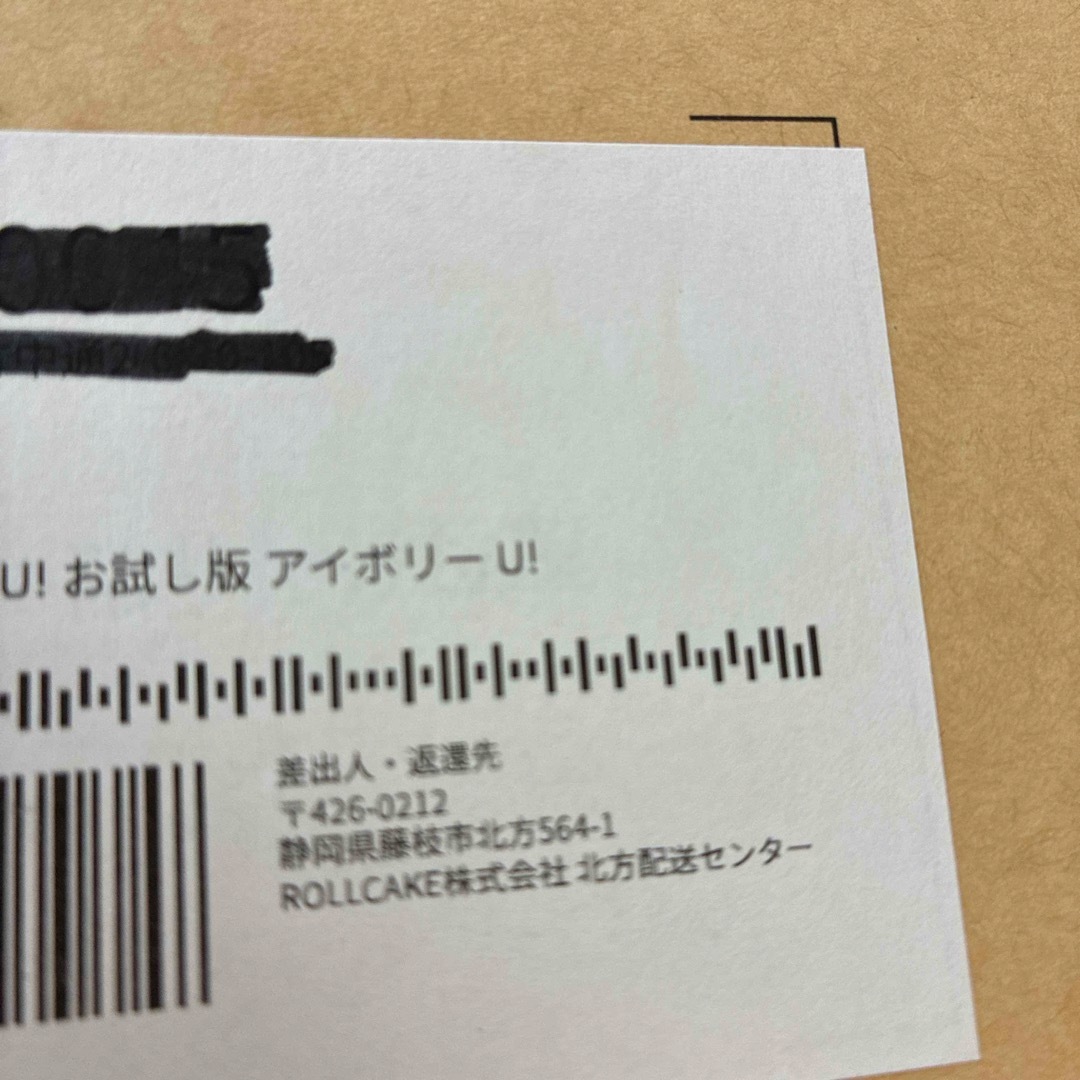 U! お試し版 アイボリー U!
差出人・返還先
〒426-0212
静岡県藤枝市北方564-1
ROLLCAKE株式会社 北方配送センター